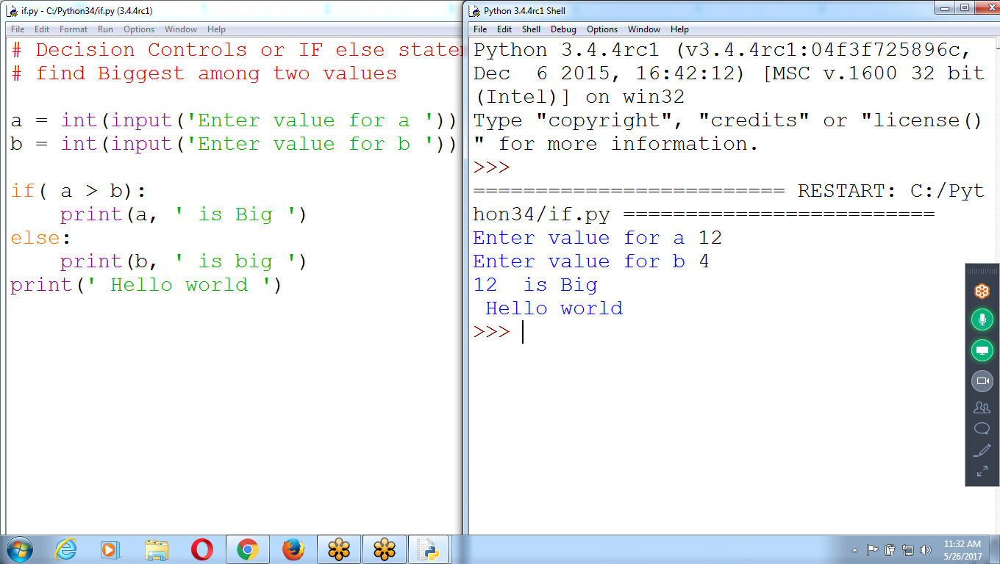 if.py - C:/Python34/if.py (3.4.4rc1)
File Edit Format Run Options Window Help
# Decision Controls or IF else state
# find Biggest among two values
a = int(input('Enter value for a '))
b = int(input('Enter value for b '))
if( a > b):
    print(a, ' is Big ')
else:
    print(b, ' is big ')
print(' Hello world ')
Python 3.4.4rc1 Shell
File Edit Shell Debug Options Window Help
Python 3.4.4rc1 (v3.4.4rc1:04f3f725896c,
Dec  6 2015, 16:42:12) [MSC v.1600 32 bit
(Intel)] on win32
Type "copyright", "credits" or "license()
" for more information.
>>>
========================= RESTART: C:/Pyt
hon34/if.py =========================
Enter value for a 12
Enter value for b 4
12  is Big
 Hello world
>>>
11:32 AM
5/26/2017